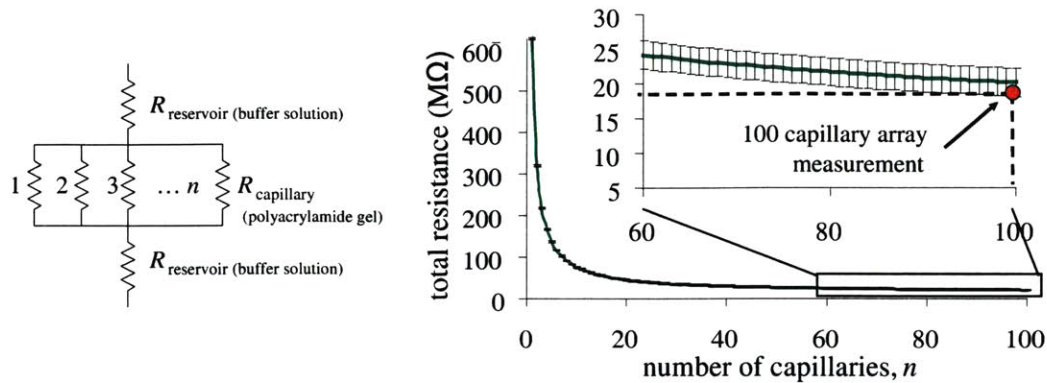 R reservoir (buffer solution)
1 2 3 ... n R capillary
(polyacrylamide gel)
R reservoir (buffer solution)
total resistance (MΩ)
600
500
400
300
200
100
0
0 20 40 60 80 100
number of capillaries, n
30
25
20
15
10
5
60 80 100
100 capillary array
measurement